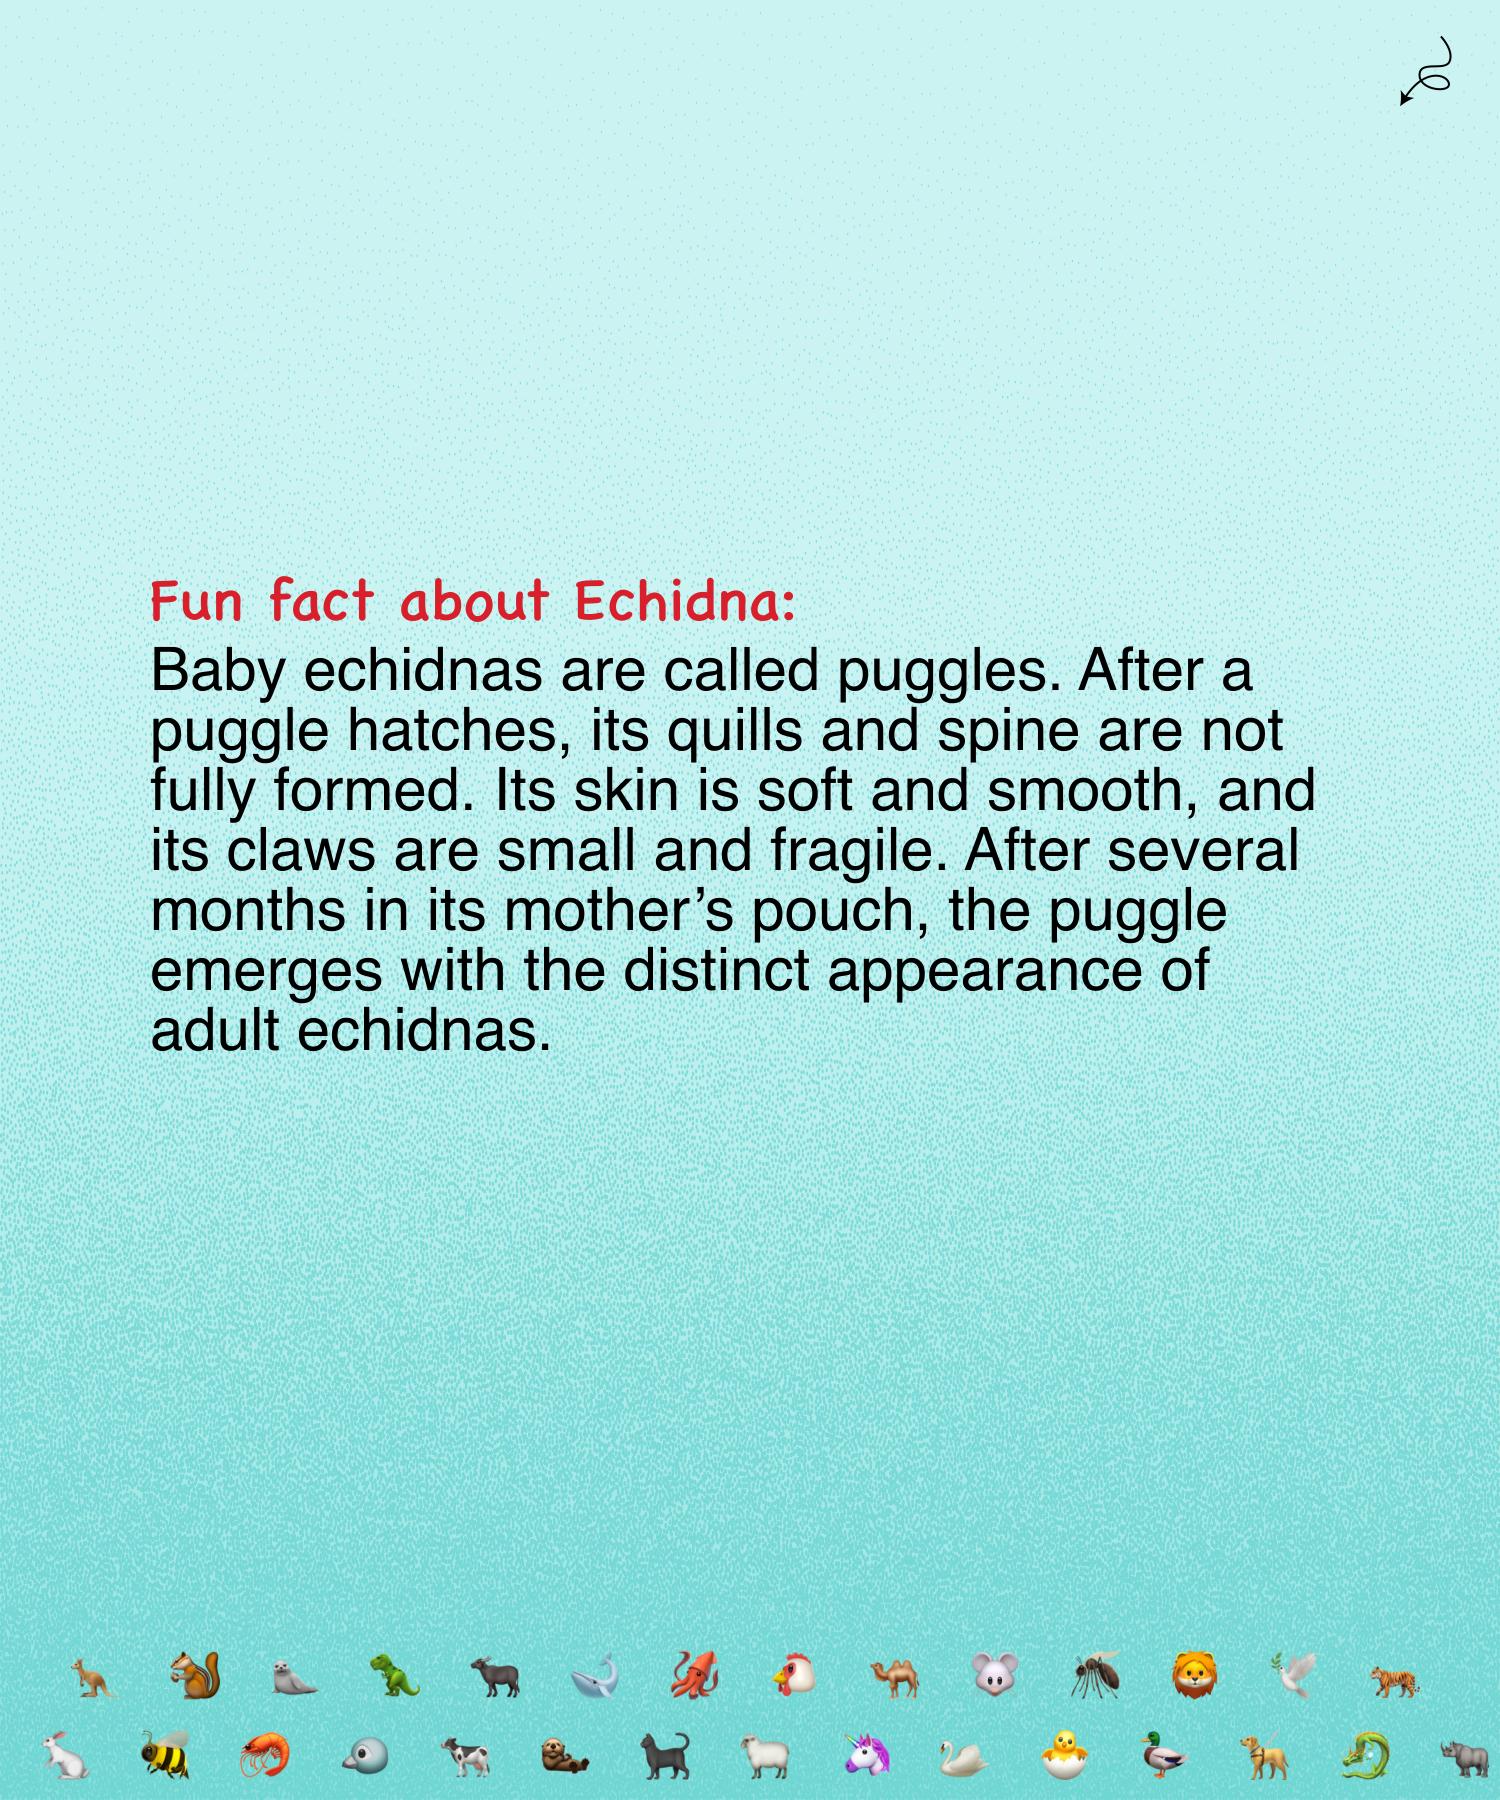 Fun fact about Echidna:
Baby echidnas are called puggles. After a
puggle hatches, its quills and spine are not
fully formed. Its skin is soft and smooth, and
its claws are small and fragile. After several
months in its mother’s pouch, the puggle
emerges with the distinct appearance of
adult echidnas.